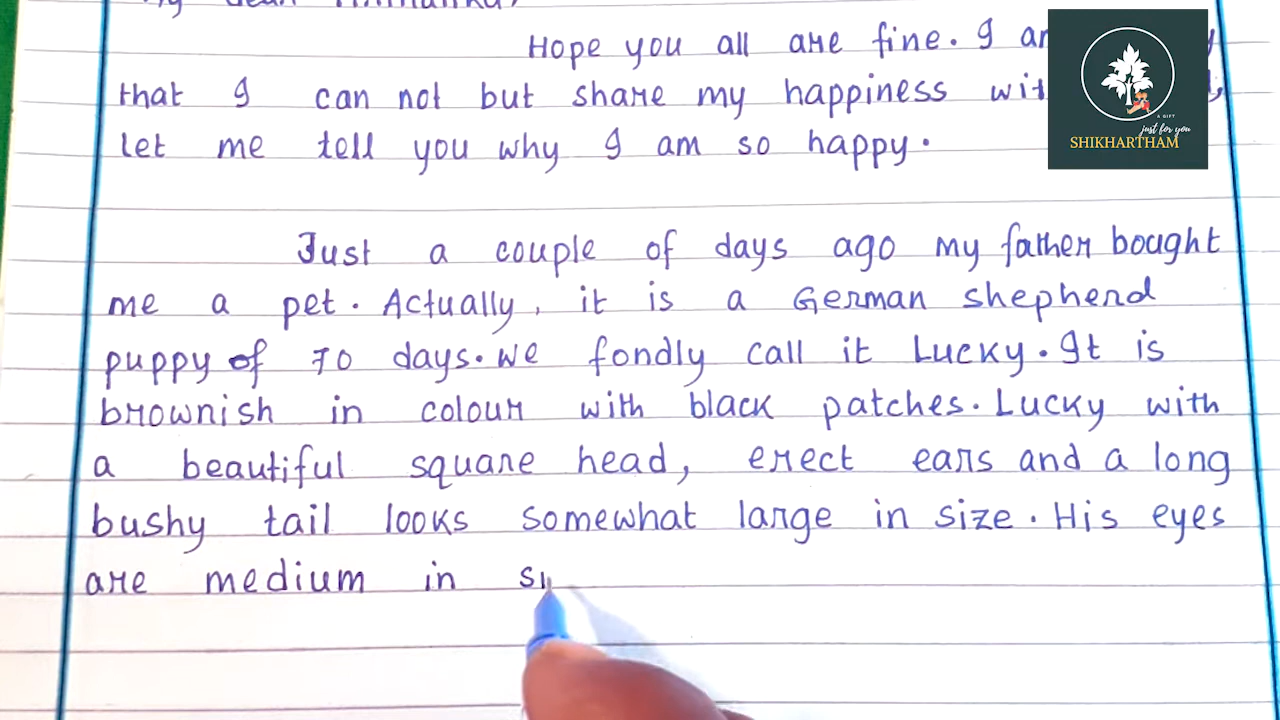 Hope you all are fine. I
that I can not but share my happiness
let me tell you why I am so happy.
Just a couple of days ago my father bought
me a pet. Actually, it is a German shepherd
puppy of 70 days. we fondly call it Lucky. It is
brownish in colour with black patches. Lucky with
a beautiful square head, erect ears and a long
bushy tail looks somewhat large in size. His eyes
are medium in
A GIFT
just for you
SHIKHARTHAM